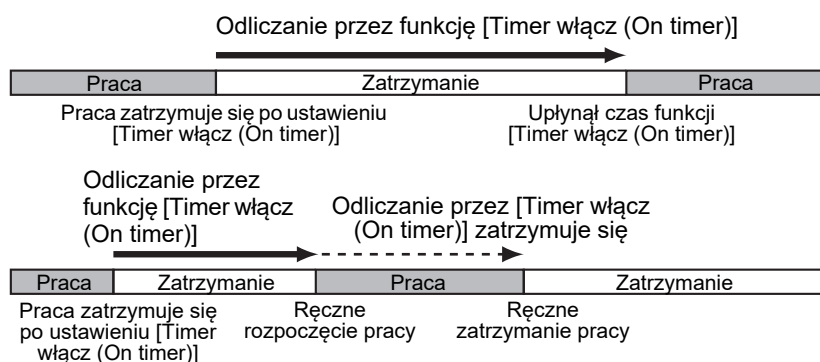 Odliczanie przez funkcję [Timer włącz (On timer)]
Praca
Zatrzymanie
Praca
Praca zatrzymuje się po ustawieniu
[Timer włącz (On timer)]
Upłynął czas funkcji
[Timer włącz (On timer)]
Odliczanie przez
funkcję [Timer włącz
(On timer)]
Odliczanie przez [Timer włącz
(On timer)] zatrzymuje się
Praca
Zatrzymanie
Praca
Zatrzymanie
Praca zatrzymuje się
po ustawieniu [Timer
włącz (On timer)]
Ręczne
rozpoczęcie pracy
Ręczne
zatrzymanie pracy